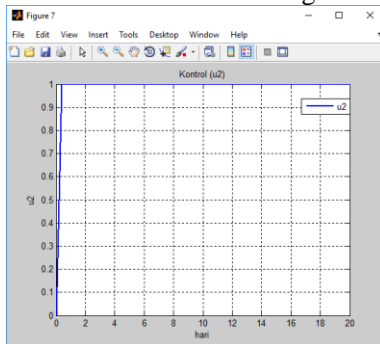 Figure 7
File Edit View Insert Tools Desktop Window Help
Kontrol (u2)
u2
1
0.9
0.8
0.7
0.6
0.5
0.4
0.3
0.2
0.1
0
u2
0 2 4 6 8 10 12 14 16 18 20
hari